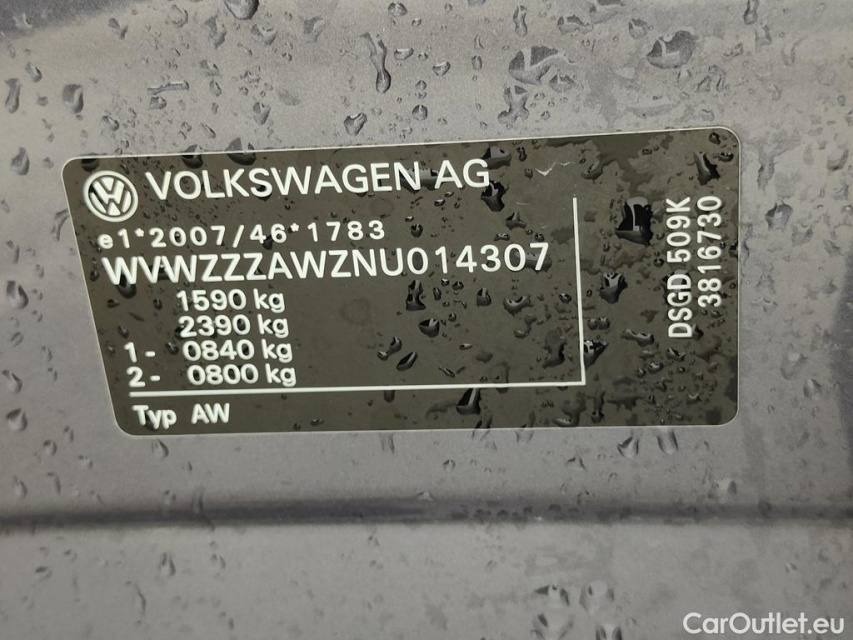 VOLKSWAGEN AG
e1*2007/46*1783
WVWZZZAWZNU014307
1590 kg
2390 kg
1- 0840 kg
2- 0800 kg
Typ AW
DSGD 509K
3816730
CarOutlet.eu